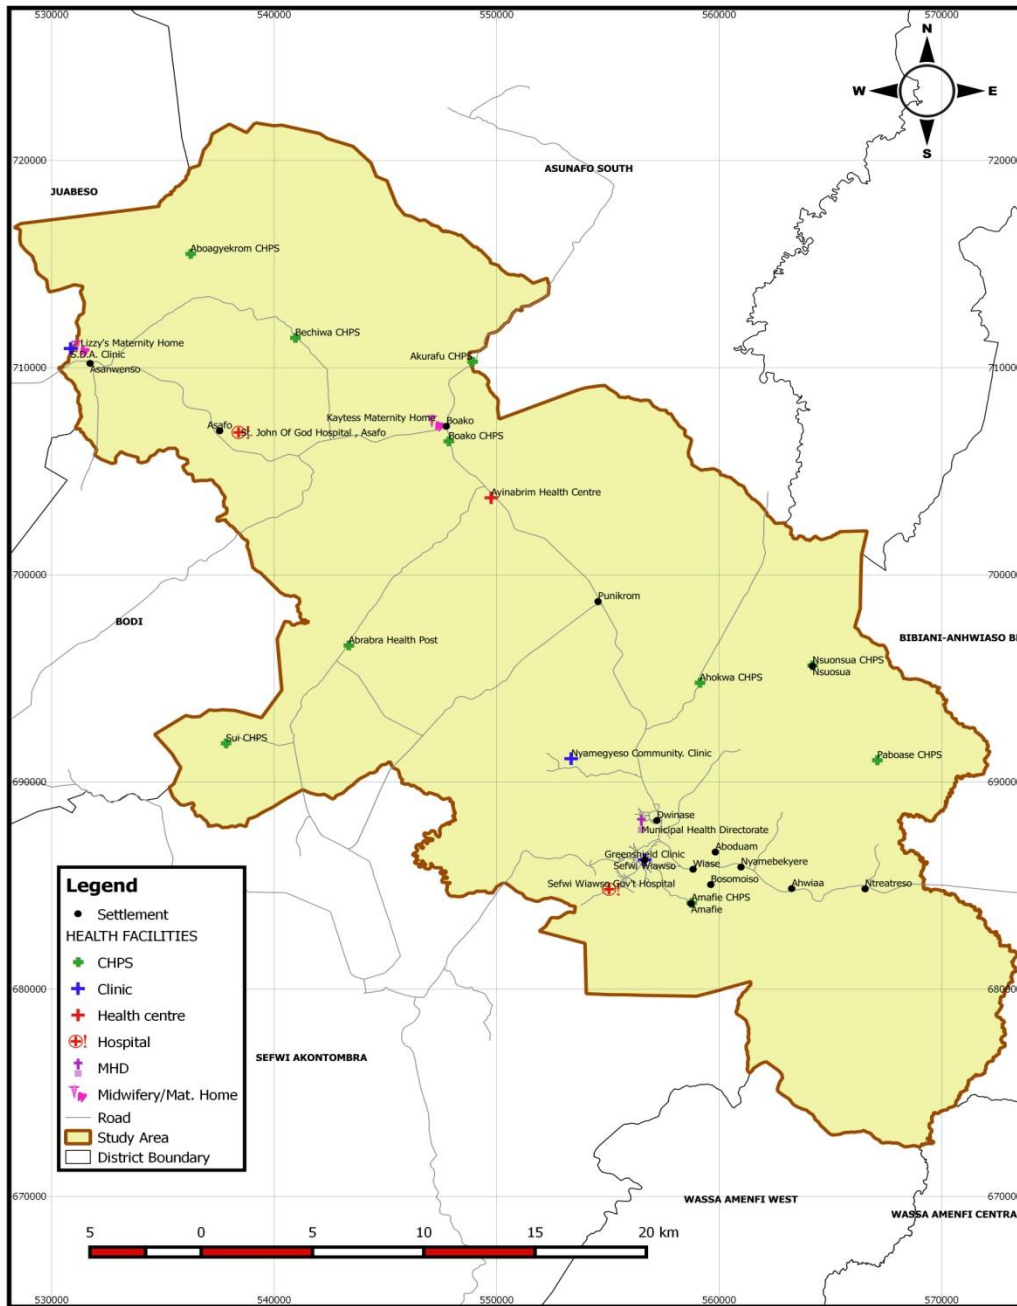 530000 540000 550000 560000 570000
N
W E
S
720000 720000
ASUNAFO SOUTH
JUABESO
Aboagyekrom CHPS
Bechiwa CHPS
Lizzy's Maternity Home
S.D.A. Clinic
Akurafu CHPS
710000 710000
Asanwenso
Kaytess Maternity Home
Boako
Asafo
St. John Of God Hospital , Asafo
Boako CHPS
Ayinabrim Health Centre
700000 700000
Punikrom
BODI
Abrabra Health Post
BIBIANI-ANHWIASO B
Nsuonsua CHPS
Nsuosua
Ahokwa CHPS
Sui CHPS
Nyamegyeso Community. Clinic
Paboase CHPS
690000 690000
Dwinase
Municipal Health Directorate
Aboduam
Greenshield Clinic
Sefwi Wiawso
Wiase
Nyamebekyere
Sefwi Wiawso Gov't Hospital
Bosomoiso
Ahwiaa
Ntreatreso
Amafie CHPS
Amafie
Legend
Settlement
HEALTH FACILITIES
CHPS
Clinic
Health centre
Hospital
MHD
Midwifery/Mat. Home
Road
Study Area
District Boundary
680000 680000
SEFWI AKONTOMBRA
670000 670000
WASSA AMENFI WEST
WASSA AMENFI CENTRA
5 0 5 10 15 20 km
530000 540000 550000 560000 570000